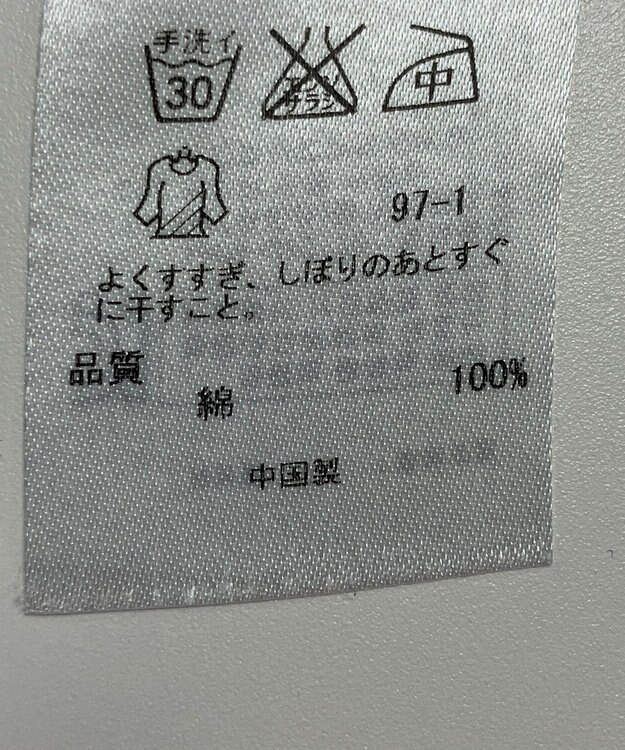 手洗イ
30
エンソ
サラシ
中
97-1
よくすすぎ、しぼりのあとすぐ
に干すこと。
品質
綿 100%
中国製